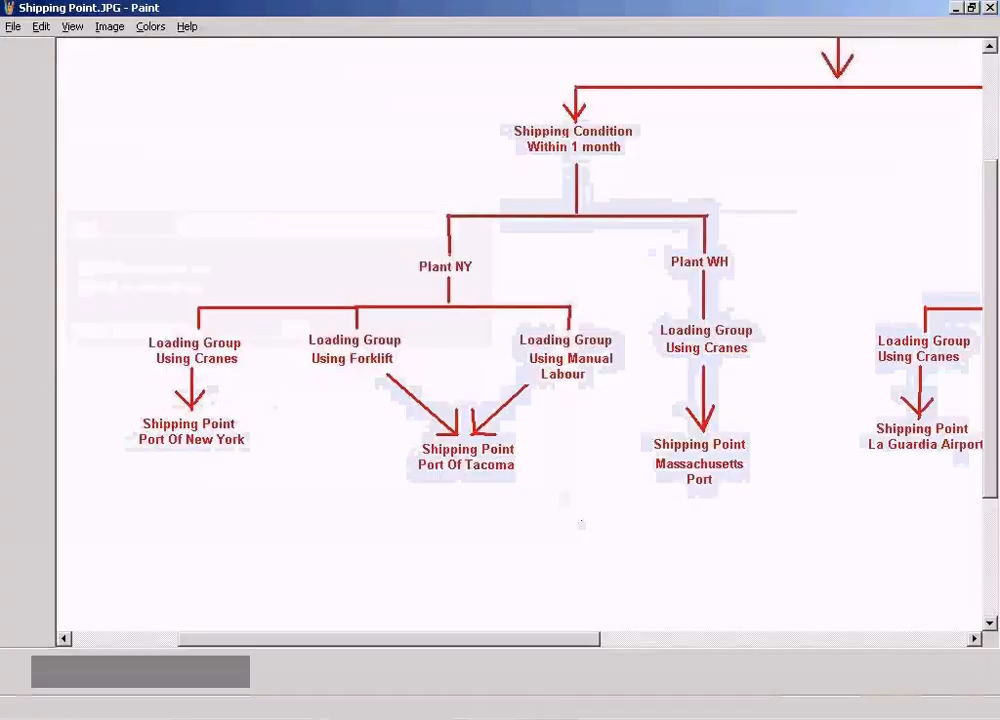 Shipping Point.JPG - Paint
File Edit View Image Colors Help
Shipping Condition
Within 1 month
Plant NY
Plant WH
Loading Group
Using Cranes
Loading Group
Using Forklift
Loading Group
Using Manual
Labour
Loading Group
Using Cranes
Loading Group
Using Cranes
Shipping Point
Port Of New York
Shipping Point
Port Of Tacoma
Shipping Point
Massachusetts
Port
Shipping Point
La Guardia Airport